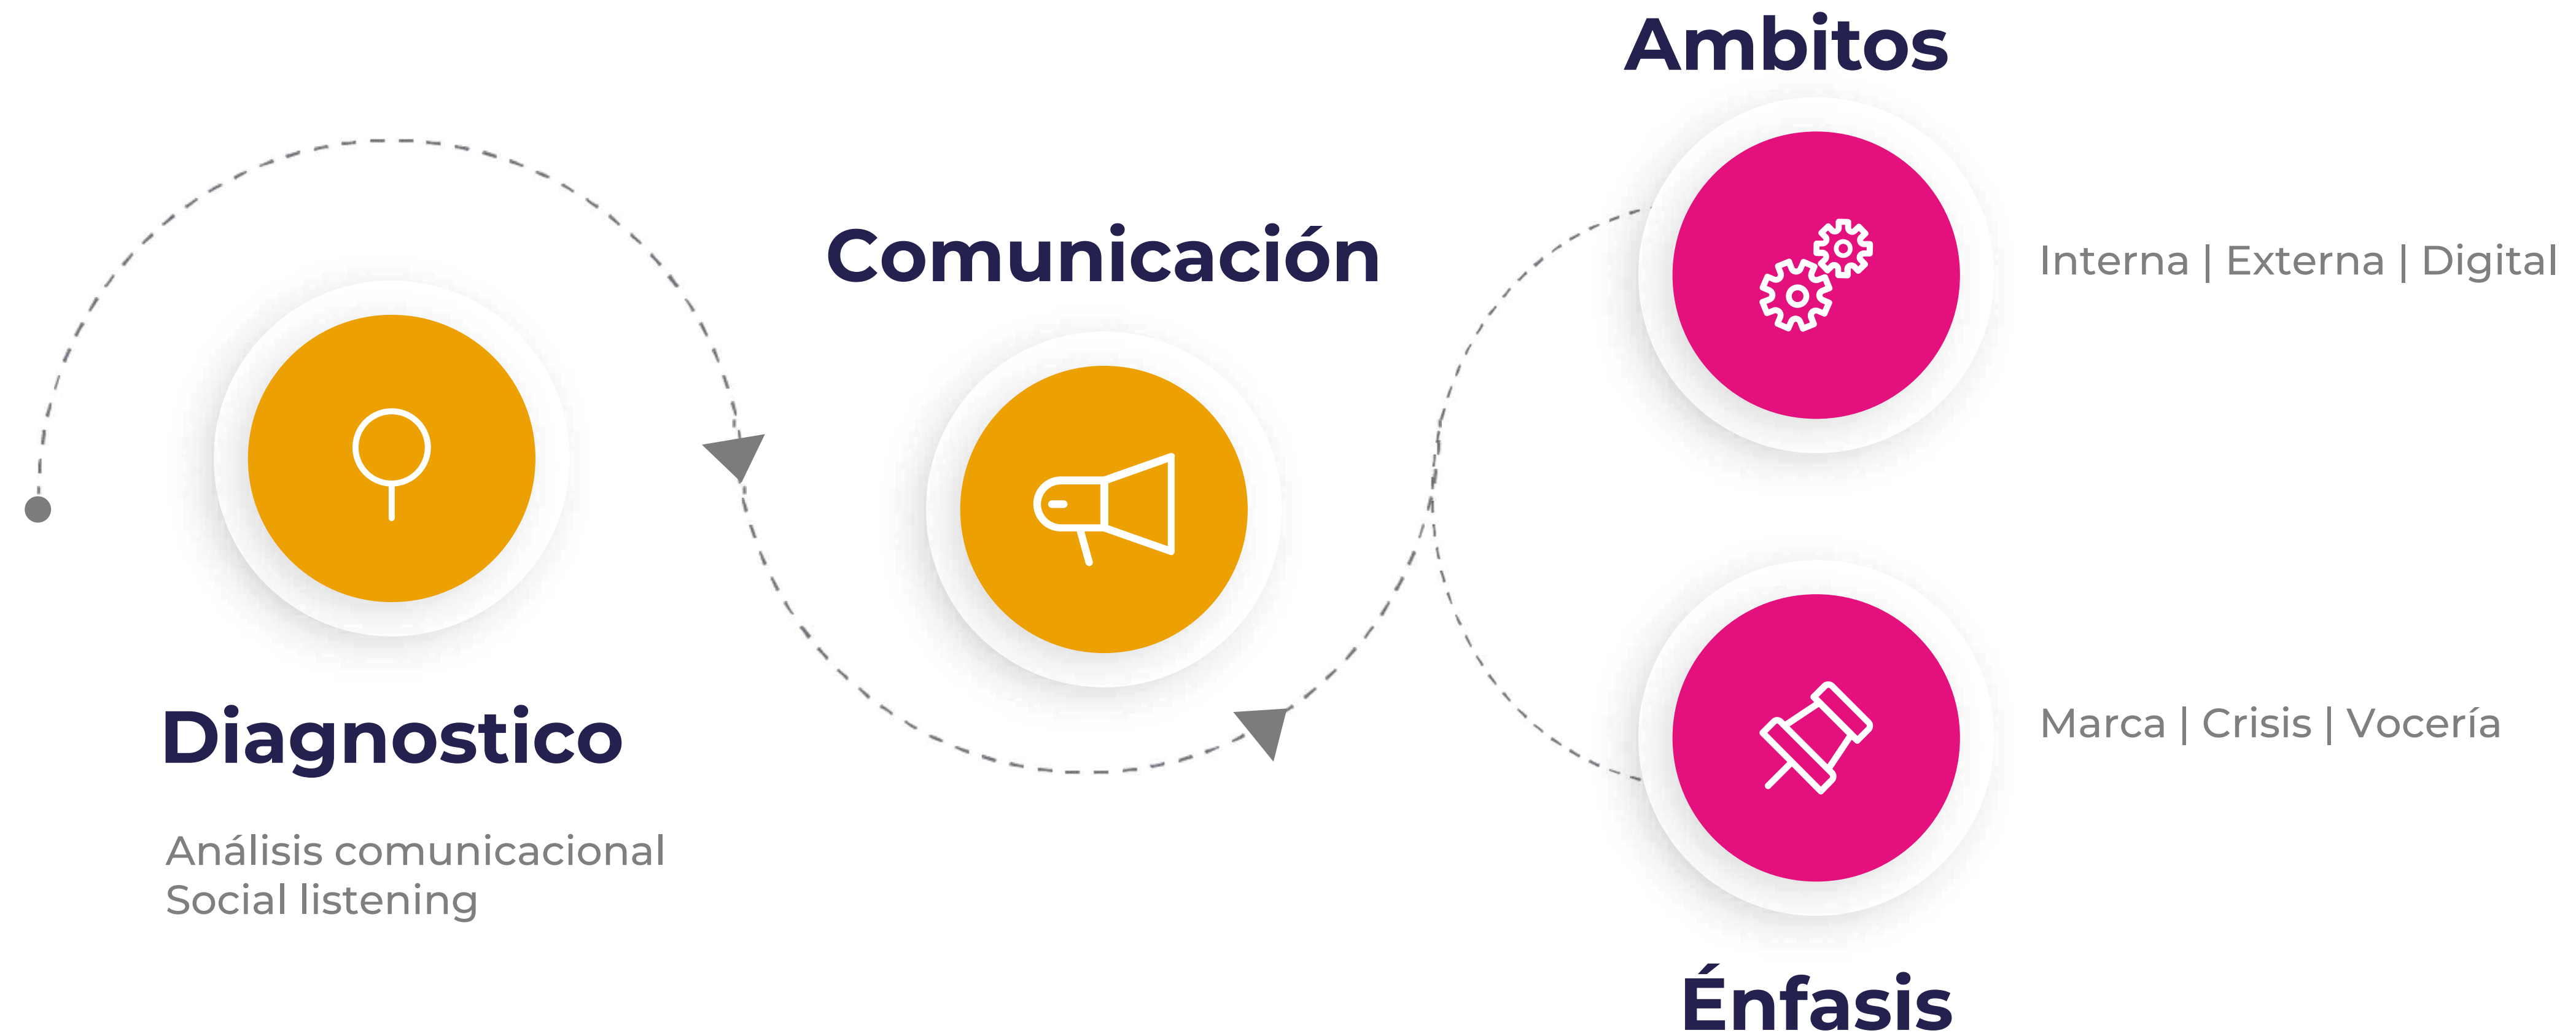 Diagnostico
Análisis comunicacional
Social listening
Comunicación
Ambitos
Interna | Externa | Digital
Marca | Crisis | Vocería
Énfasis